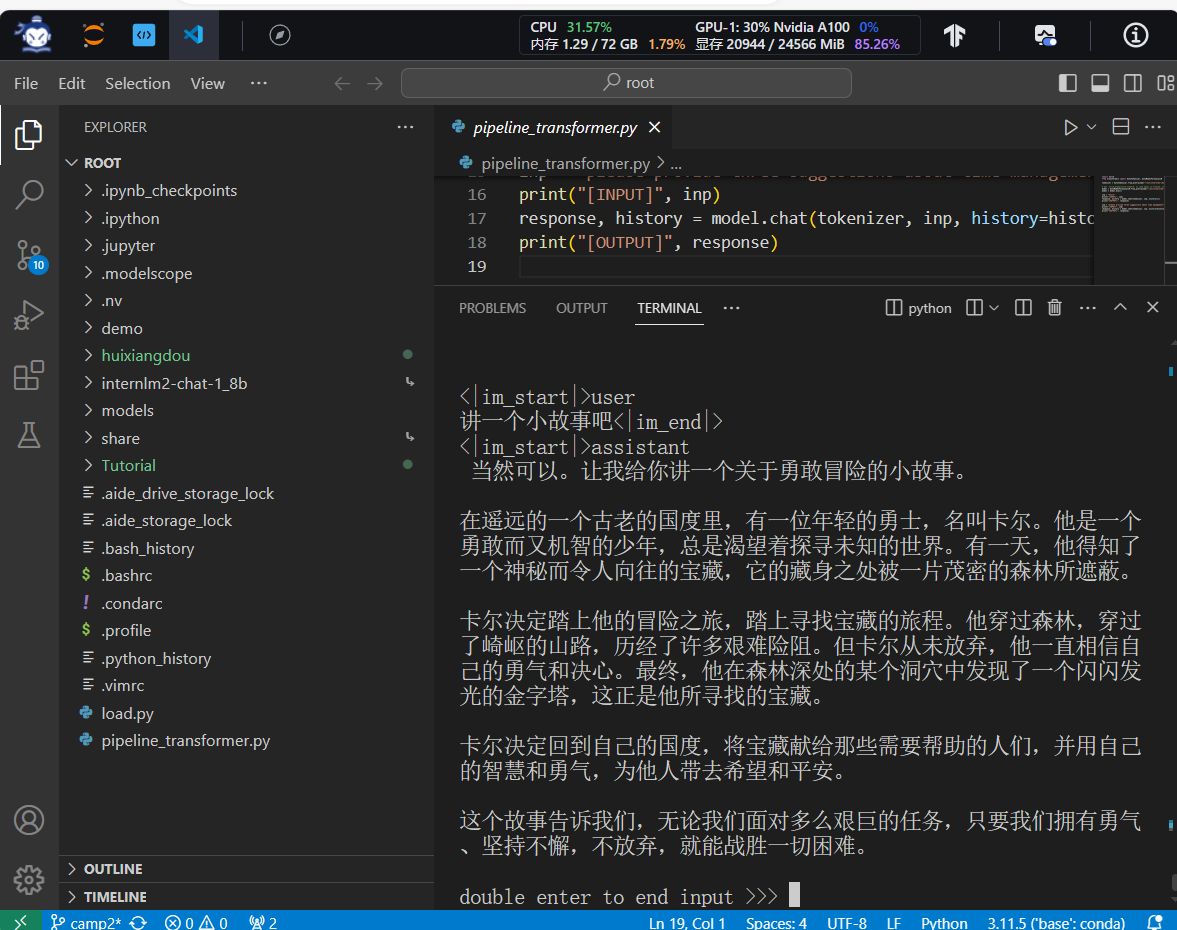 CPU 31.57% GPU-1: 30% Nvidia A100 0%
内存 1.29 / 72 GB 1.79% 显存 20944 / 24566 MiB 85.26%
File Edit Selection View ···
root
EXPLORER ···
ROOT
.ipynb_checkpoints
.ipython
.jupyter
.modelscope
.nv
demo
huixiangdou
internlm2-chat-1_8b
models
share
Tutorial
.aide_drive_storage_lock
.aide_storage_lock
.bash_history
$ .bashrc
! .condarc
$ .profile
.python_history
.vimrc
load.py
pipeline_transformer.py
OUTLINE
TIMELINE
10
pipeline_transformer.py
pipeline_transformer.py > ...
16 print("[INPUT]", inp)
17 response, history = model.chat(tokenizer, inp, history=histo
18 print("[OUTPUT]", response)
19
PROBLEMS OUTPUT TERMINAL ··· python
<|im_start|>user
讲一个小故事吧<|im_end|>
<|im_start|>assistant
当然可以。让我给你讲一个关于勇敢冒险的小故事。
在遥远的一个古老的国度里，有一位年轻的勇士，名叫卡尔。他是一个
勇敢而又机智的少年，总是渴望着探寻未知的世界。有一天，他得知了
一个神秘而令人向往的宝藏，它的藏身之处被一片茂密的森林所遮蔽。
卡尔决定踏上他的冒险之旅，踏上寻找宝藏的旅程。他穿过森林，穿过
了崎岖的山路，历经了许多艰难险阻。但卡尔从未放弃，他一直相信自
己的勇气和决心。最终，他在森林深处的某个洞穴中发现了一个闪闪发
光的金字塔，这正是他所寻找的宝藏。
卡尔决定回到自己的国度，将宝藏献给那些需要帮助的人们，并用自己
的智慧和勇气，为他人带去希望和平安。
这个故事告诉我们，无论我们面对多么艰巨的任务，只要我们拥有勇气
、坚持不懈，不放弃，就能战胜一切困难。
double enter to end input >>>
camp2* 0 0 2 Ln 19, Col 1 Spaces: 4 UTF-8 LF Python 3.11.5 ('base': conda)